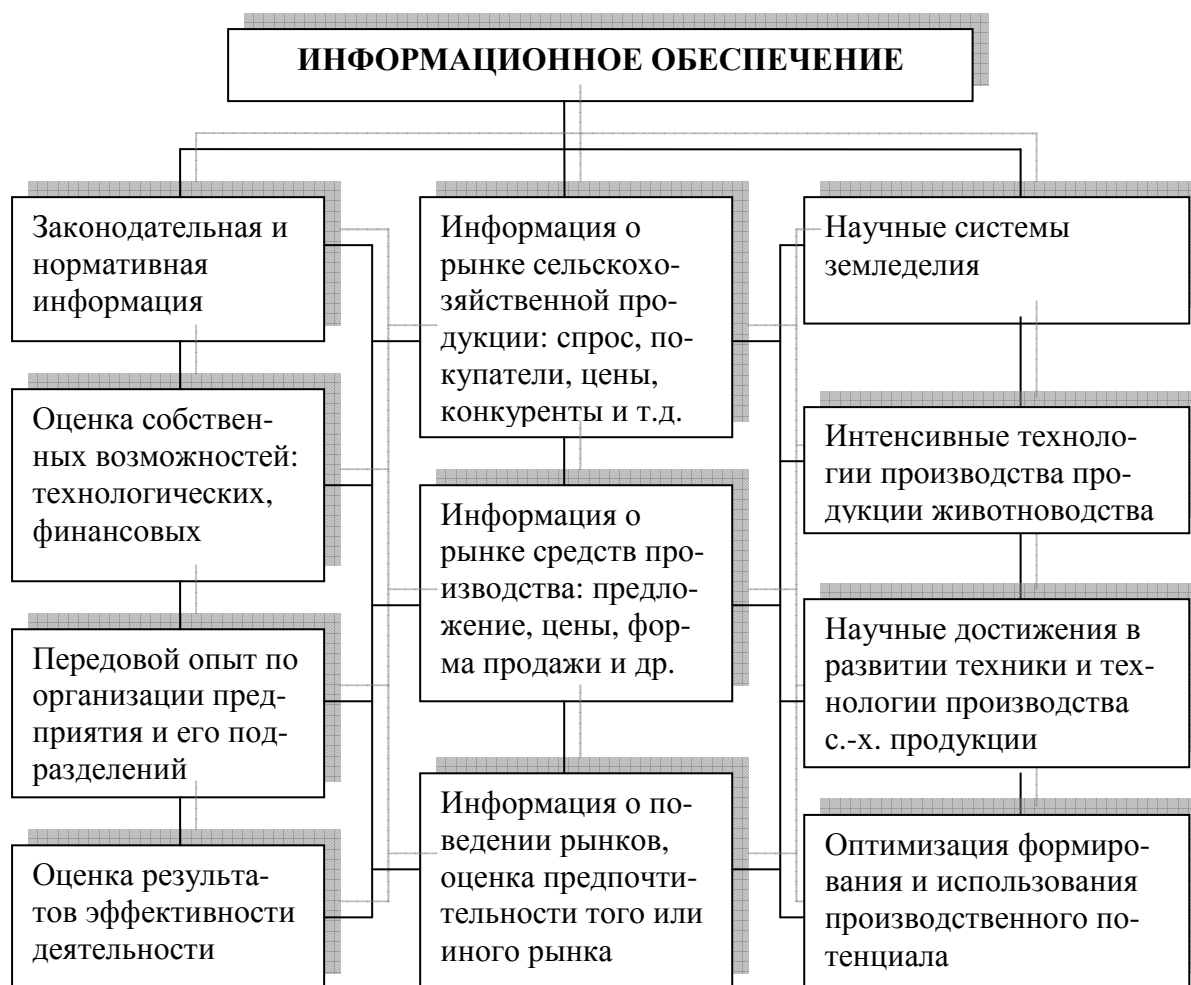 ИНФОРМАЦИОННОЕ ОБЕСПЕЧЕНИЕ
Законодательная и
нормативная
информация
Оценка собствен-
ных возможностей:
технологических,
финансовых
Передовой опыт по
организации пред-
приятия и его под-
разделений
Оценка результа-
тов эффективности
деятельности
Информация о
рынке сельскохо-
зяйственной про-
дукции: спрос, по-
купатели, цены,
конкуренты и т.д.
Информация о
рынке средств про-
изводства: предло-
жение, цены, фор-
ма продажи и др.
Информация о по-
ведении рынков,
оценка предпочти-
тельности того или
иного рынка
Научные системы
земледелия
Интенсивные техноло-
гии производства про-
дукции животноводства
Научные достижения в
развитии техники и тех-
нологии производства
с.-х. продукции
Оптимизация формиро-
вания и использования
производственного по-
тенциала